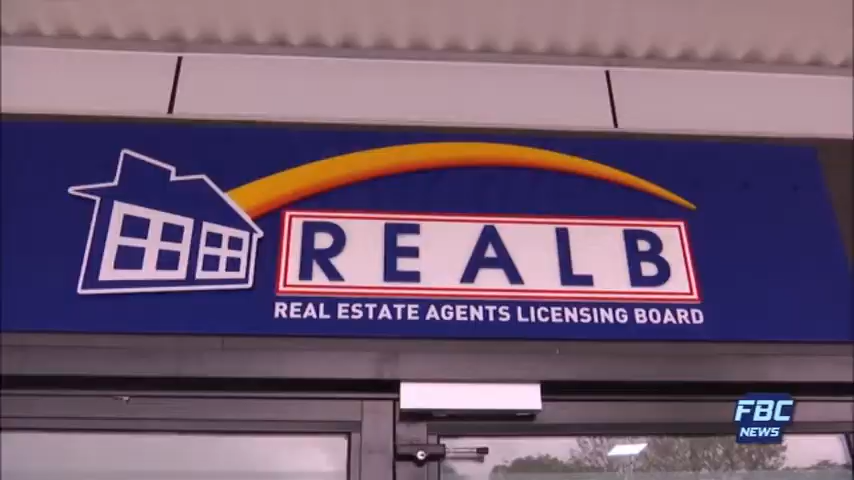 REALB
REAL ESTATE AGENTS LICENSING BOARD
FBC
NEWS